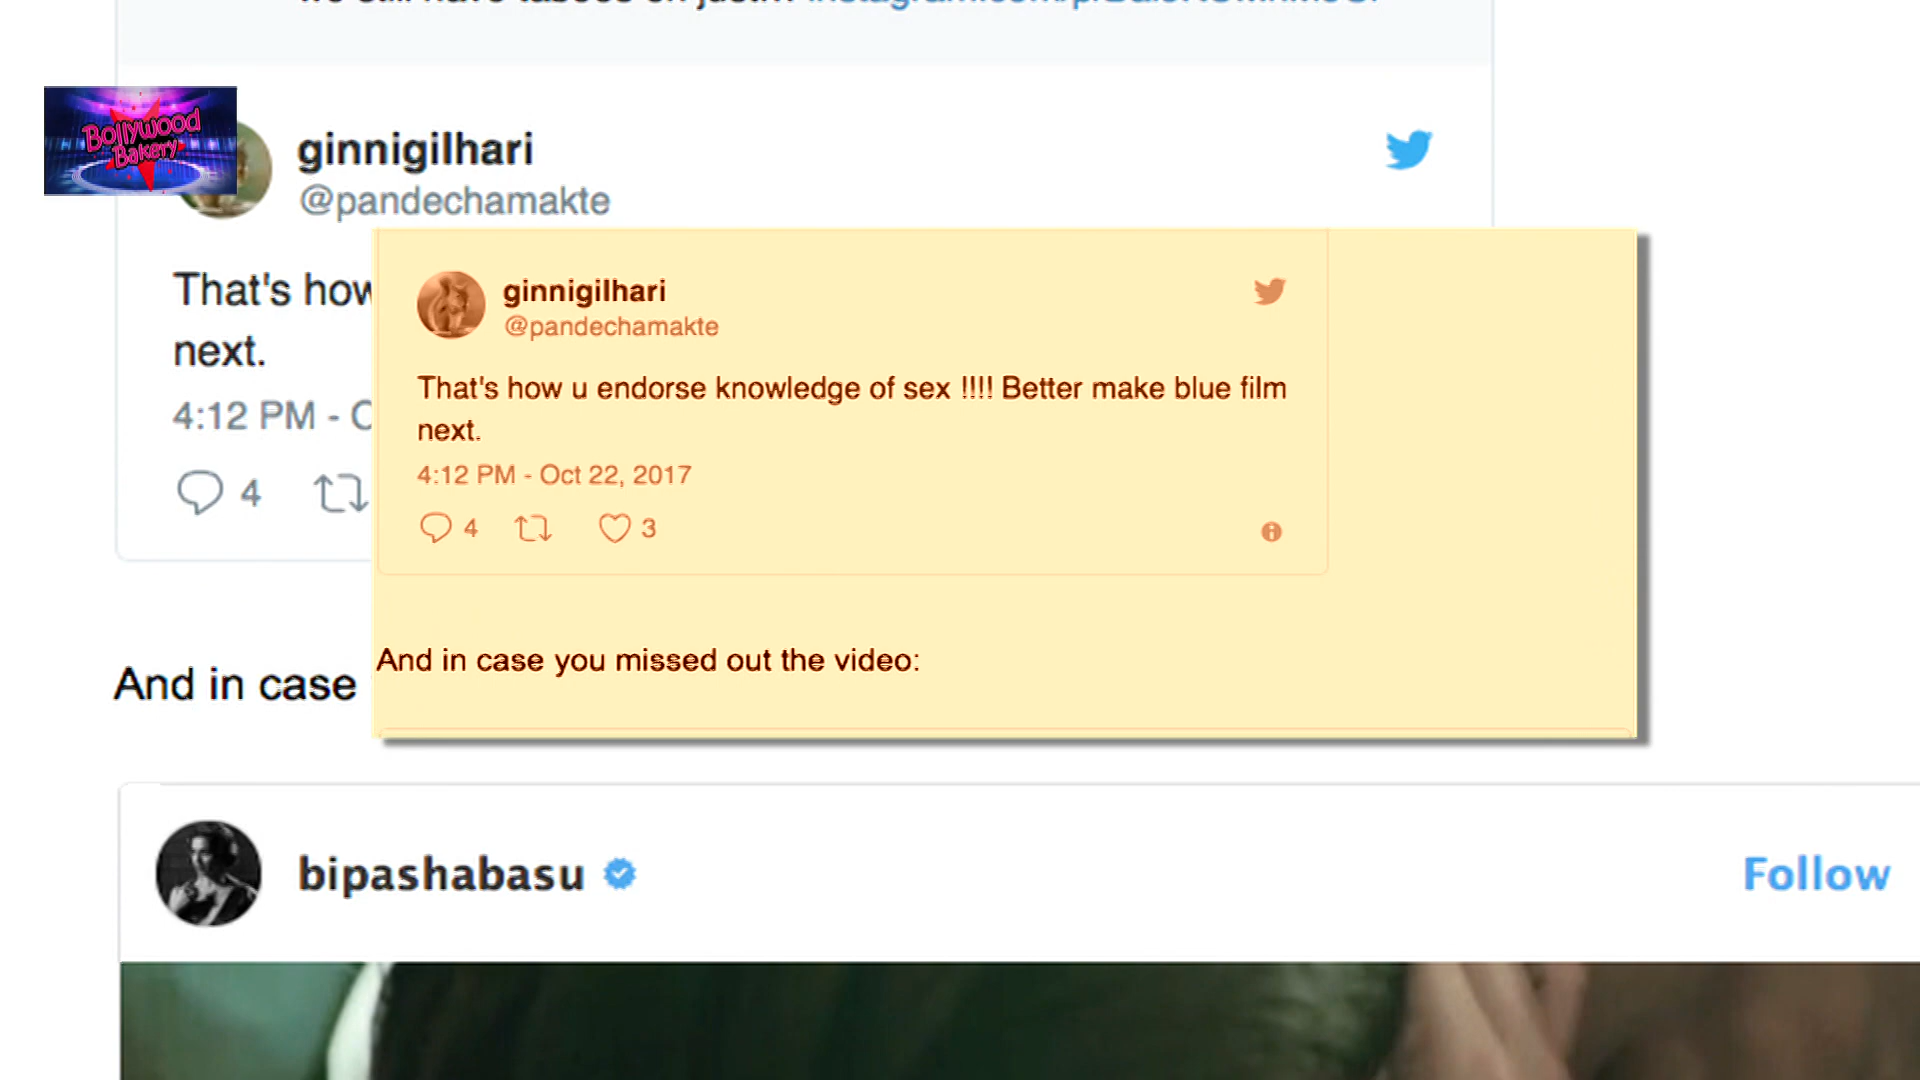 Bollywood
Bakery
ginnigilhari
@pandechamakte
That's how
next.
4:12 PM -
4
ginnigilhari
@pandechamakte
That's how u endorse knowledge of sex !!!! Better make blue film
next.
4:12 PM - Oct 22, 2017
4 3
And in case you missed out the video:
And in case
bipashabasu
Follow